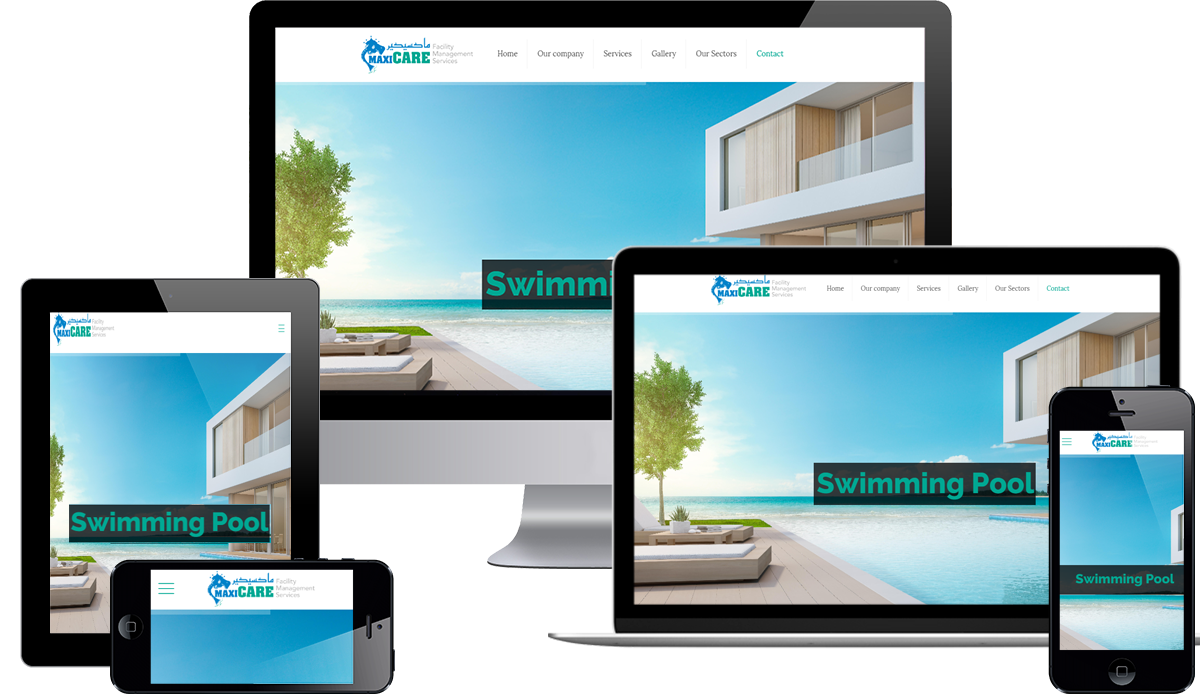 ماكسيكير
MAXICARE
Facility
Management
Services
Home
Our company
Services
Gallery
Our Sectors
Contact
Swimmi
ماكسيكير
MAXICARE
Facility
Management
Services
Home
Our company
Services
Gallery
Our Sectors
Contact
Swimming Pool
ماكسيكير
MAXICARE
Facility
Management
Services
Swimming Pool
ماكسيكير
MAXICARE
Facility
Management
Services
ماكسيكير
MAXICARE
Facility
Management
Services
Swimming Pool